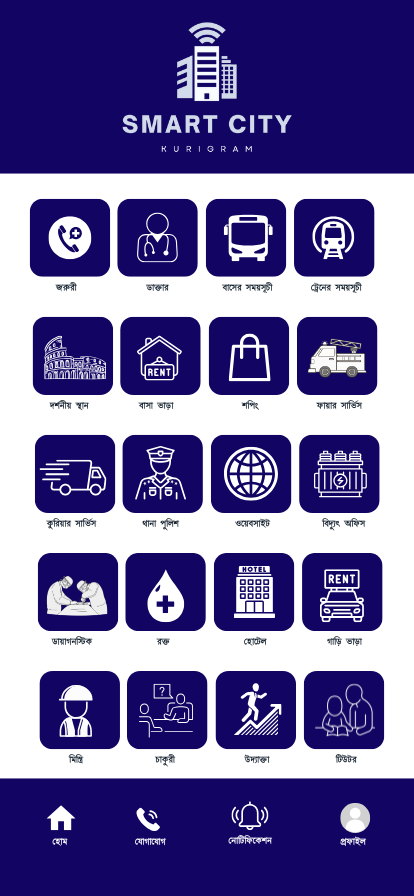 SMART CITY
KURIGRAM
জরুরী ডাক্তার বাসের সময়সূচী ট্রেনের সময়সূচী
RENT
দর্শনীয় স্থান বাসা ভাড়া শপিং ফায়ার সার্ভিস
কুরিয়ার সার্ভিস থানা পুলিশ ওয়েবসাইট বিদ্যুৎ অফিস
HOTEL RENT
ডায়াগনস্টিক রক্ত হোটেল গাড়ি ভাড়া
?
মিস্ত্রি চাকুরী উদ্যাক্তা টিউটর
হোম যোগাযোগ নোটিফিকেশন প্রফাইল